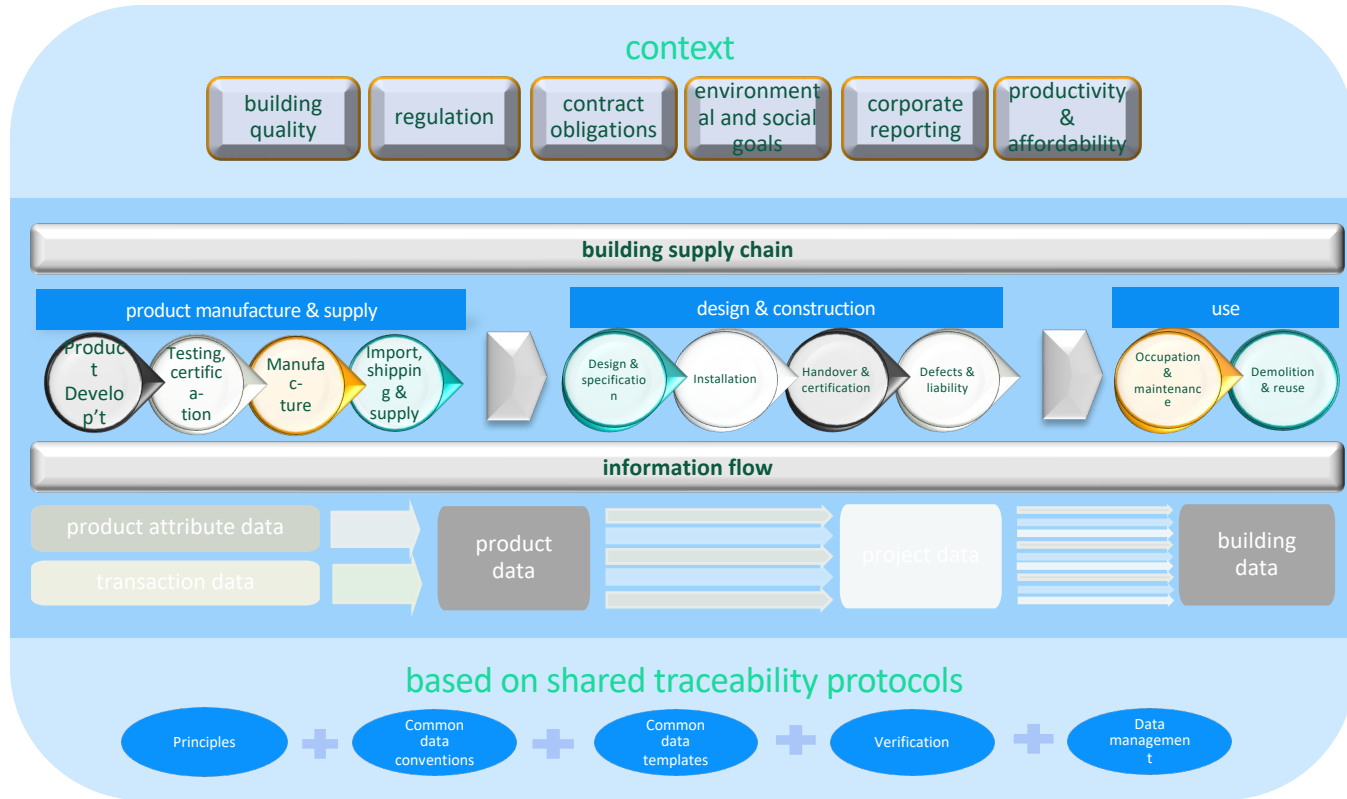 context
building
quality
regulation
contract
obligations
environment
al and social
goals
corporate
reporting
productivity
&
affordability
building supply chain
product manufacture & supply
design & construction
use
Produc
t
Develo
p't
Testing,
certific
a-
tion
Manufa
c-
ture
Import,
shippin
g &
supply
Design &
specificatio
n
Installation
Handover &
certification
Defects &
liability
Occupation
&
maintenanc
e
Demolition
& reuse
information flow
product attribute data
transaction data
product
data
project data
building
data
based on shared traceability protocols
Principles
Common
data
conventions
Common
data
templates
Verification
Data
managemen
t